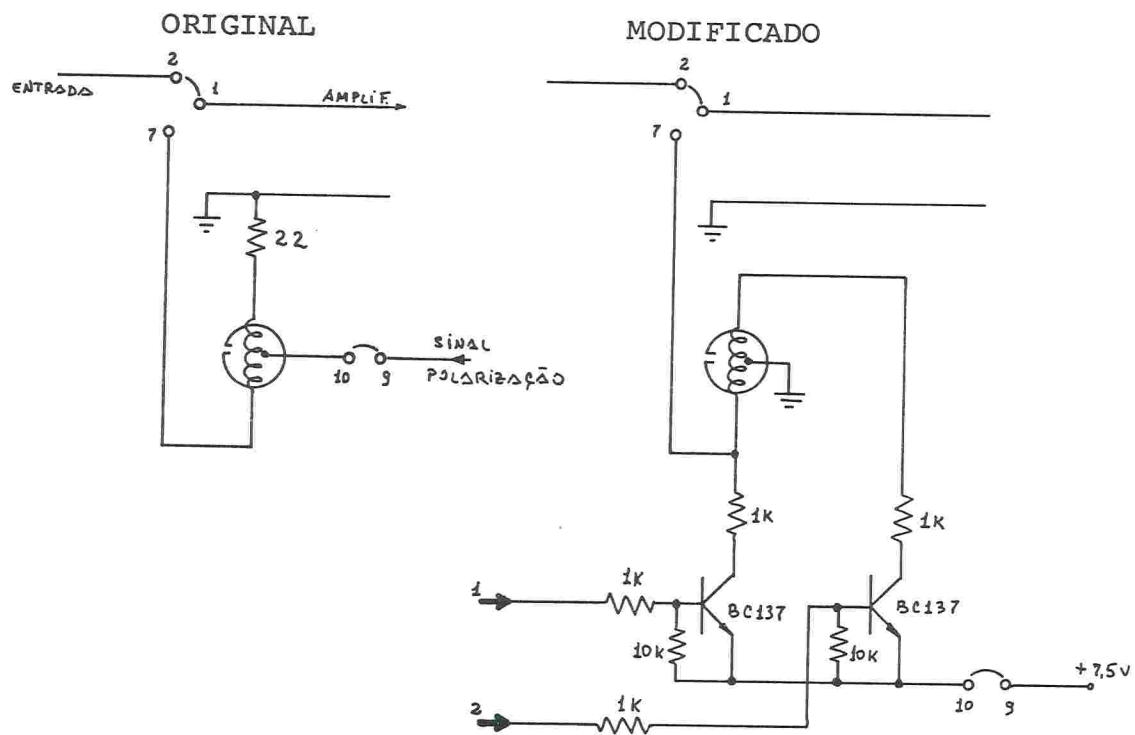 ORIGINAL
2
ENTRADA
1
AMPLIF.
7
22
SINAL
10 9
POLARIZAÇÃO
MODIFICADO
2
1
7
1K
1K
1
1K
BC137
10K
BC137
10K
+7,5V
10 9
2
1K